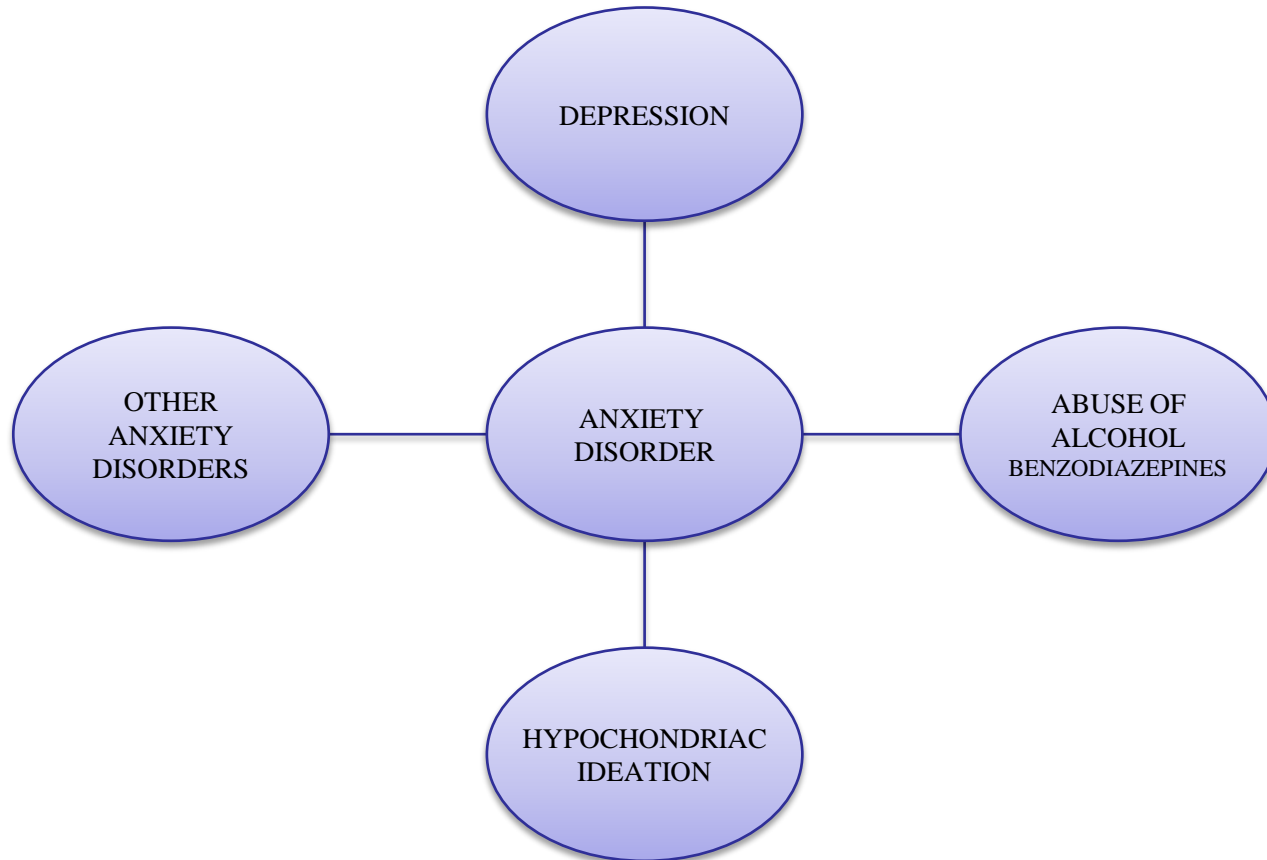 DEPRESSION
OTHER
ANXIETY
DISORDERS
ANXIETY
DISORDER
ABUSE OF
ALCOHOL
BENZODIAZEPINES
HYPOCHONDRIAC
IDEATION